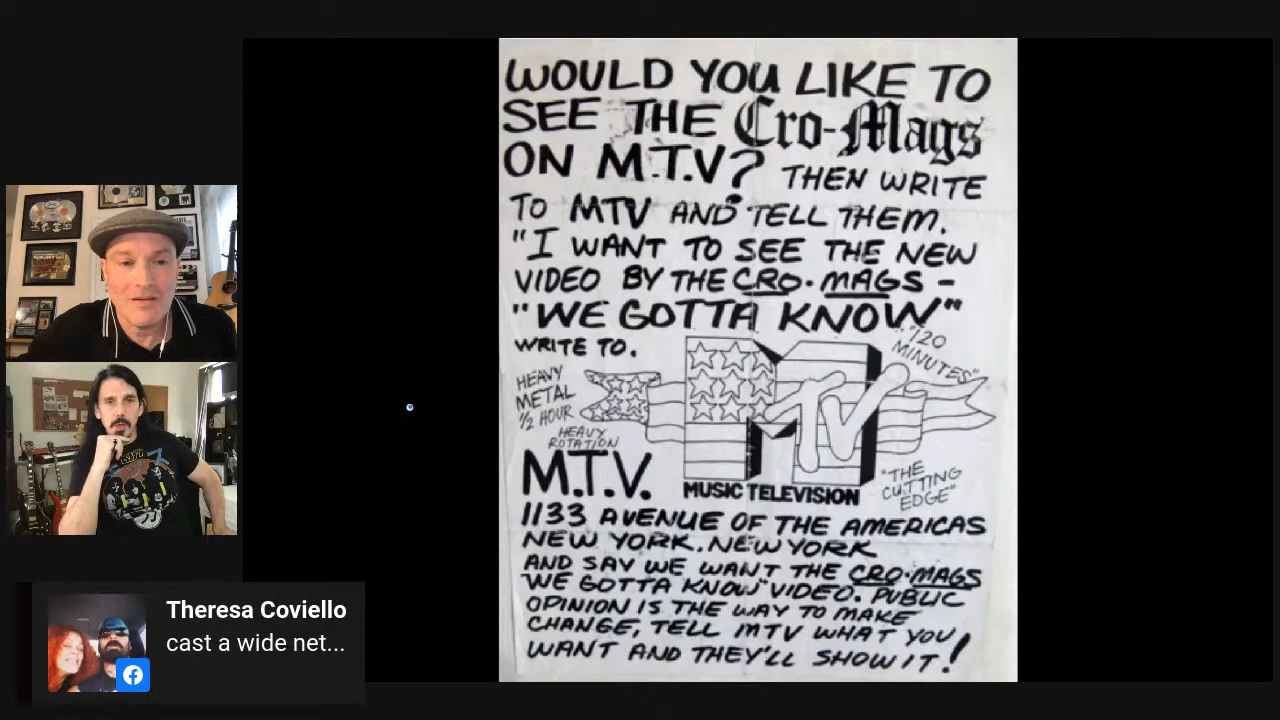 WOULD YOU LIKE TO
SEE THE Cro-Mags
ON M.T.V? THEN WRITE
TO MTV AND TELL THEM.
"I WANT TO SEE THE NEW
VIDEO BY THE CRO-MAGS -
"WE GOTTA KNOW"
WRITE TO.
..."120
MINUTES"
HEAVY
METAL
1/2 HOUR
HEAVY
ROTATION
M.T.V.
MTV
MUSIC TELEVISION
"THE
CUTTING
EDGE"
1133 AVENUE OF THE AMERICAS
NEW YORK. NEW YORK
AND SAY WE WANT THE CRO-MAGS
"WE GOTTA KNOW" VIDEO. PUBLIC
OPINION IS THE WAY TO MAKE
CHANGE, TELL MTV WHAT YOU
WANT AND THEY'LL SHOW IT!
Theresa Coviello
cast a wide net...